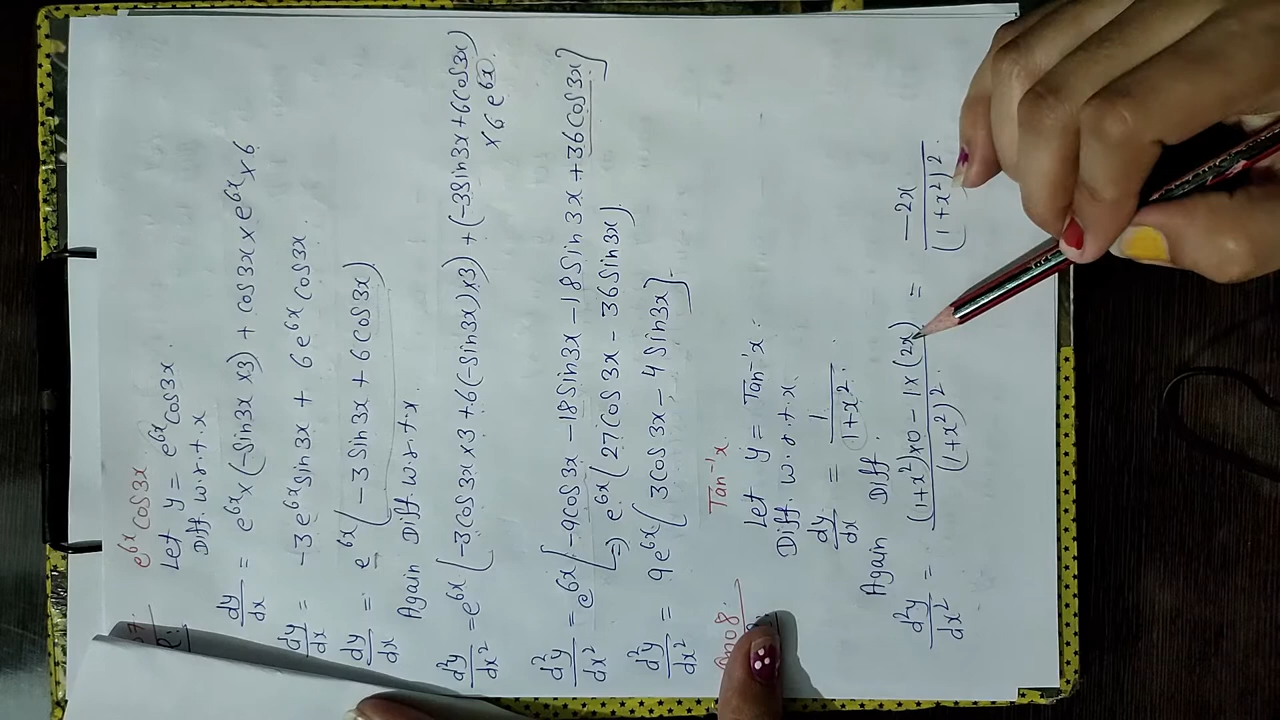 e^6x cos3x.
Let y = e^6x cos3x.
Diff. w.r.t. x
dy/dx = e^6x × (-Sin3x ×3) + cos3x × e^6x × 6
dy/dx = -3e^6x sin3x + 6e^6x cos3x.
dy/dx = e^6x (-3 Sin3x + 6 Cos3x).
Again Diff w.r.t. x
d²y/dx² = e^6x [-3Cos3x × 3 + 6(-Sin3x) × 3) + (-3Sin3x + 6Cos3x) × 6 e^6x.
d²y/dx² = e^6x [-9Cos3x - 18Sin3x - 18Sin3x + 36Cos3x]
(=) e^6x (27Cos3x - 36Sin3x).
d²y/dx² = 9e^6x (3Cos3x - 4Sin3x].
Qno8. Tan⁻¹x
Let y = Tan⁻¹x.
Diff. w.r.t. x.
dy/dx = 1/1+x².
Again Diff.
d²y/dx² = (1+x²)×0 - 1×(2x)/(1+x²)². = -2x/(1+x²)².